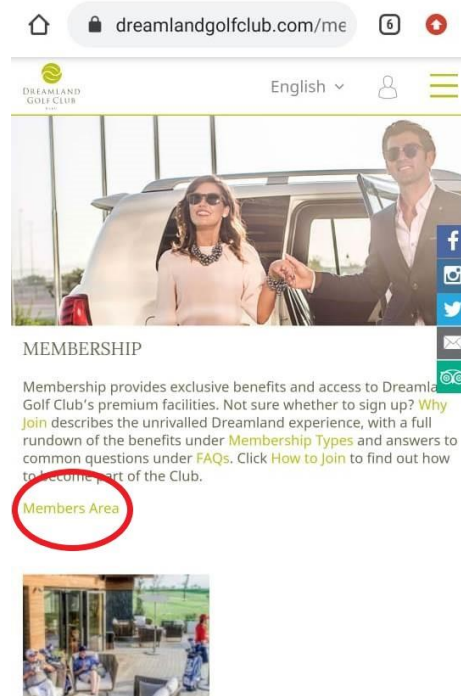 dreamlandgolfclub.com/me
6
DREAMLAND
GOLF CLUB
English
MEMBERSHIP
Membership provides exclusive benefits and access to Dreamla
Golf Club's premium facilities. Not sure whether to sign up? Why
Join describes the unrivalled Dreamland experience, with a full
rundown of the benefits under Membership Types and answers to
common questions under FAQs. Click How to Join to find out how
to become part of the Club.
Members Area